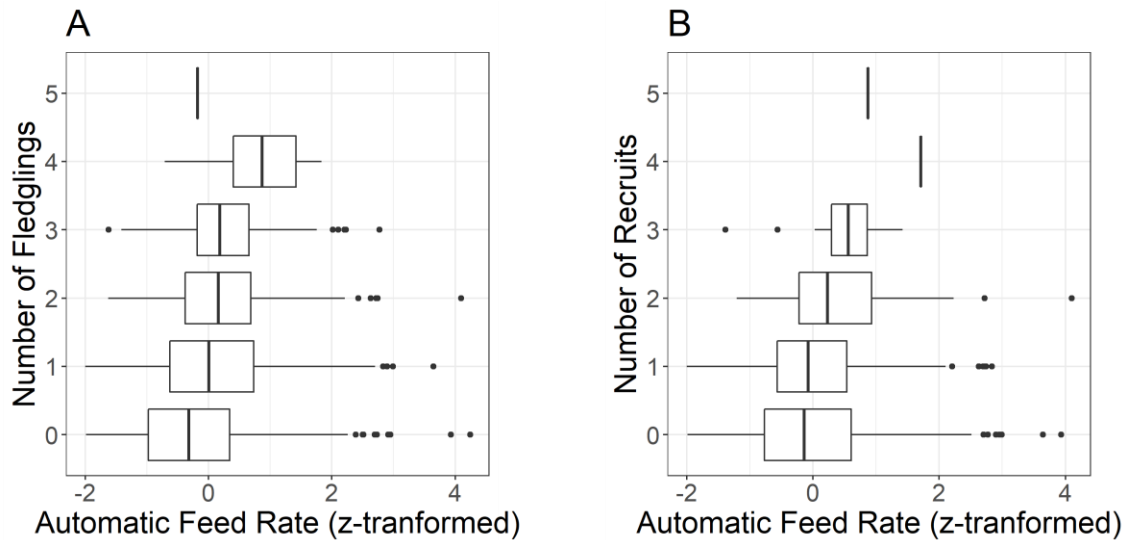 A
Number of Fledglings
5
4
3
2
1
0
-2 0 2 4
Automatic Feed Rate (z-tranformed)
B
Number of Recruits
5
4
3
2
1
0
-2 0 2 4
Automatic Feed Rate (z-tranformed)